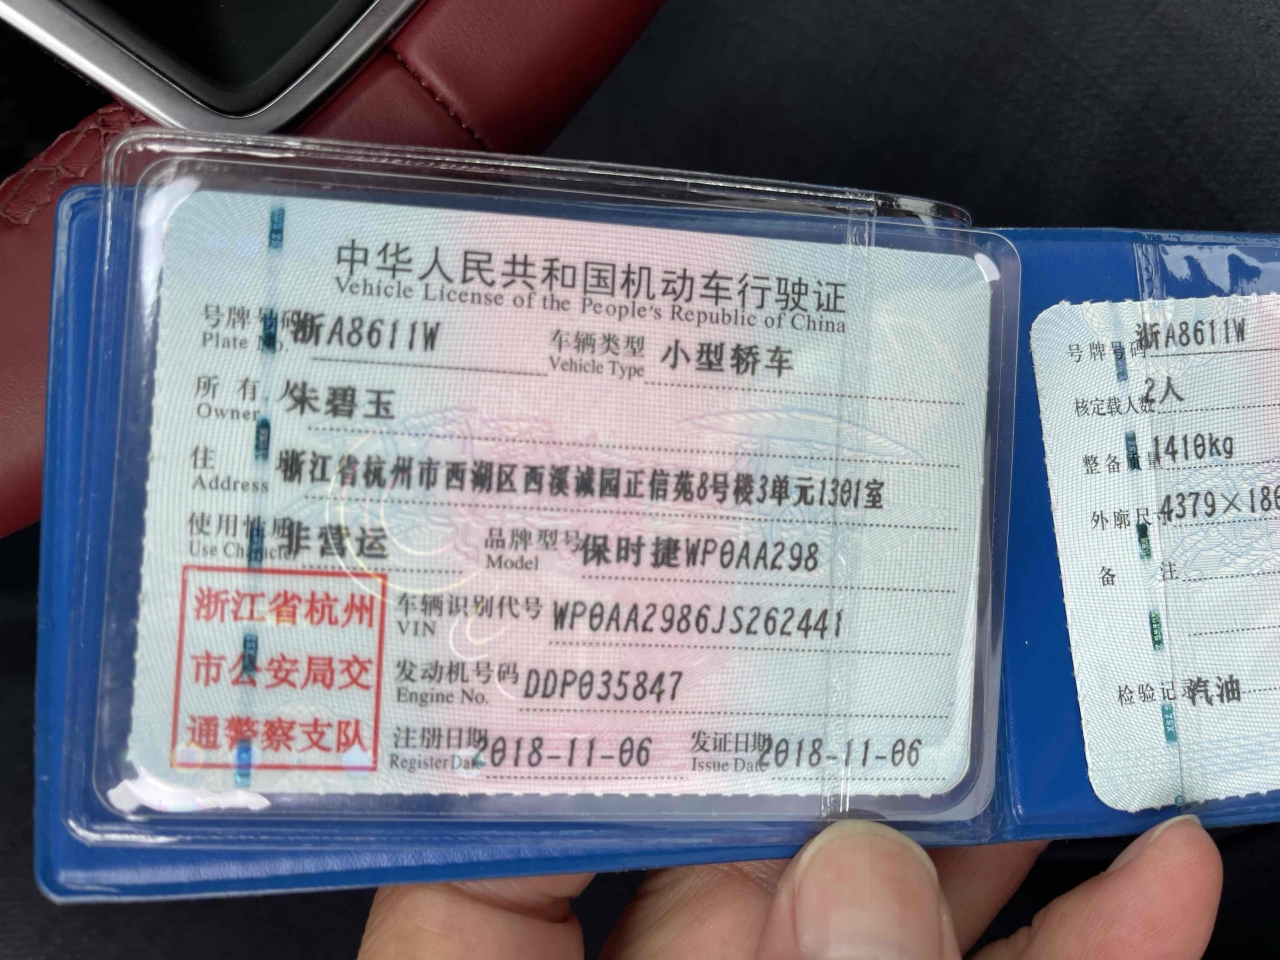 中华人民共和国机动车行驶证
Vehicle License of the People's Republic of China
号牌号码 浙A8611W 车辆类型 小型轿车
Plate No. Vehicle Type
所有人 朱碧玉
Owner
住址 浙江省杭州市西湖区西溪诚园正信苑8号楼3单元1301室
Address
使用性质 非营运 品牌型号 保时捷WP0AA298
Use Character Model
浙江省杭州
市公安局交
通警察支队
车辆识别代号 WP0AA2986JS262441
VIN
发动机号码 DDP035847
Engine No.
注册日期 2018-11-06 发证日期 2018-11-06
Register Date Issue Date
号牌号码 浙A8611W
核定载人数 2人
整备质量 1410kg
外廓尺寸 4379×18
备注
检验记录 汽油